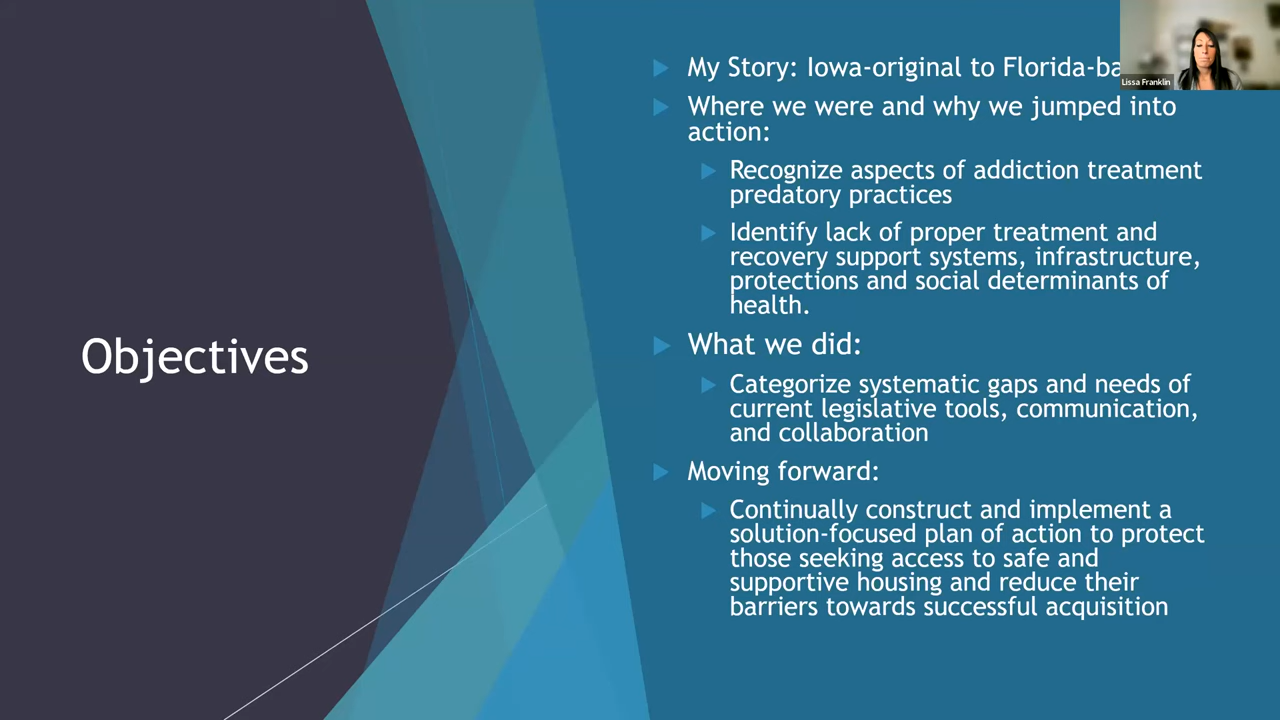 My Story: Iowa-original to Florida-ba
Lissa Franklin
Where we were and why we jumped into
action:
Recognize aspects of addiction treatment
predatory practices
Identify lack of proper treatment and
recovery support systems, infrastructure,
protections and social determinants of
health.
Objectives
What we did:
Categorize systematic gaps and needs of
current legislative tools, communication,
and collaboration
Moving forward:
Continually construct and implement a
solution-focused plan of action to protect
those seeking access to safe and
supportive housing and reduce their
barriers towards successful acquisition